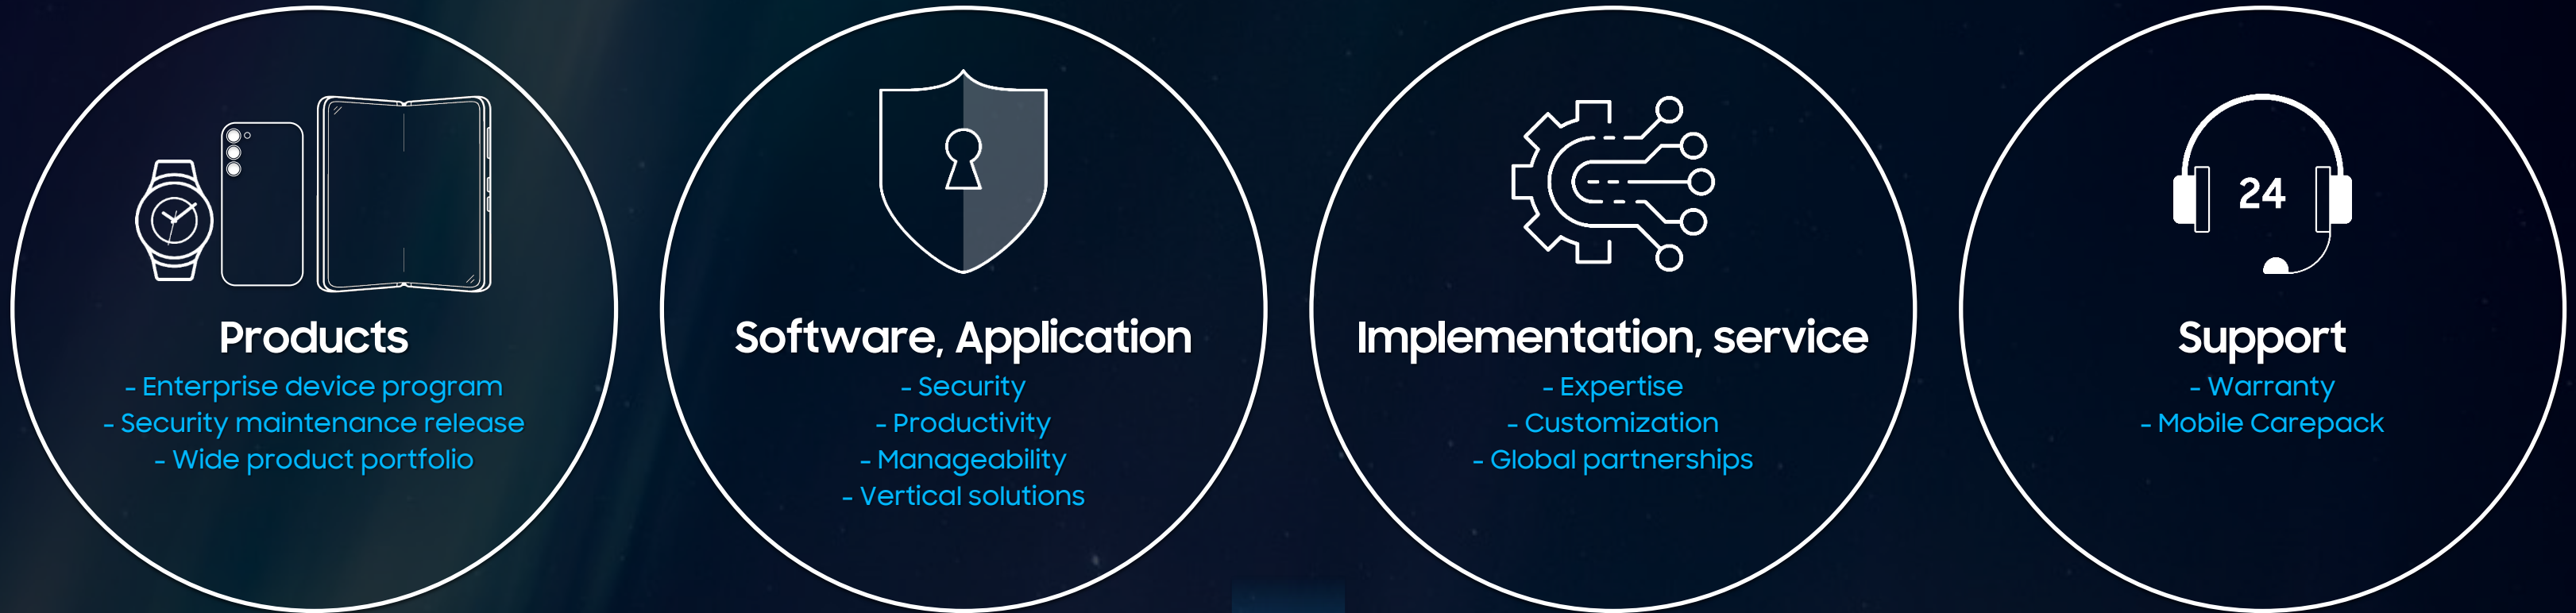 Products
- Enterprise device program
- Security maintenance release
- Wide product portfolio
Software, Application
- Security
- Productivity
- Manageability
- Vertical solutions
Implementation, service
- Expertise
- Customization
- Global partnerships
24
Support
- Warranty
- Mobile Carepack